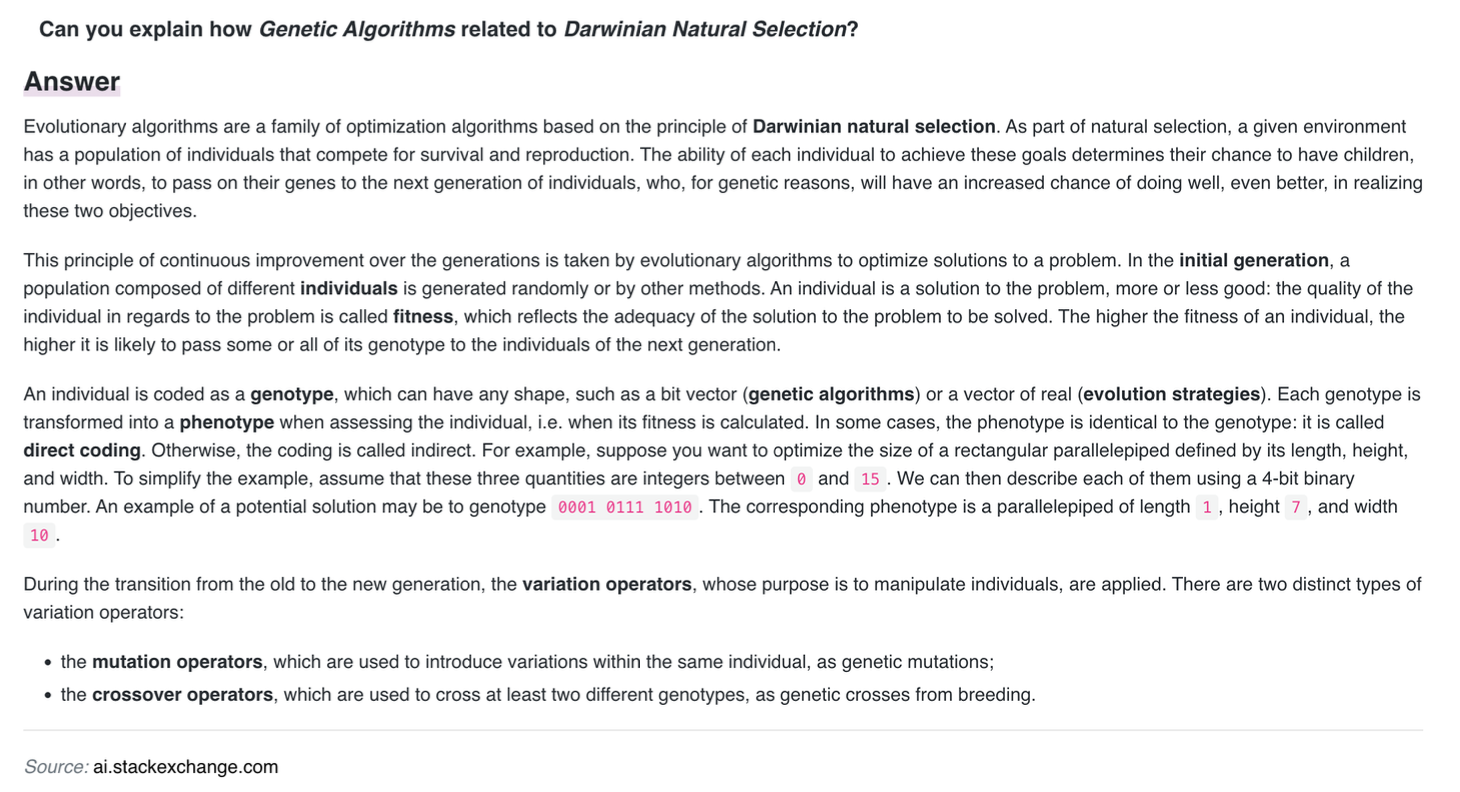 Can you explain how Genetic Algorithms related to Darwinian Natural Selection?
Answer
Evolutionary algorithms are a family of optimization algorithms based on the principle of Darwinian natural selection. As part of natural selection, a given environment
has a population of individuals that compete for survival and reproduction. The ability of each individual to achieve these goals determines their chance to have children,
in other words, to pass on their genes to the next generation of individuals, who, for genetic reasons, will have an increased chance of doing well, even better, in realizing
these two objectives.
This principle of continuous improvement over the generations is taken by evolutionary algorithms to optimize solutions to a problem. In the initial generation, a
population composed of different individuals is generated randomly or by other methods. An individual is a solution to the problem, more or less good: the quality of the
individual in regards to the problem is called fitness, which reflects the adequacy of the solution to the problem to be solved. The higher the fitness of an individual, the
higher it is likely to pass some or all of its genotype to the individuals of the next generation.
An individual is coded as a genotype, which can have any shape, such as a bit vector (genetic algorithms) or a vector of real (evolution strategies). Each genotype is
transformed into a phenotype when assessing the individual, i.e. when its fitness is calculated. In some cases, the phenotype is identical to the genotype: it is called
direct coding. Otherwise, the coding is called indirect. For example, suppose you want to optimize the size of a rectangular parallelepiped defined by its length, height,
and width. To simplify the example, assume that these three quantities are integers between 0 and 15. We can then describe each of them using a 4-bit binary
number. An example of a potential solution may be to genotype 0001 0111 1010. The corresponding phenotype is a parallelepiped of length 1, height 7, and width
10.
During the transition from the old to the new generation, the variation operators, whose purpose is to manipulate individuals, are applied. There are two distinct types of
variation operators:
• the mutation operators, which are used to introduce variations within the same individual, as genetic mutations;
• the crossover operators, which are used to cross at least two different genotypes, as genetic crosses from breeding.
Source: ai.stackexchange.com